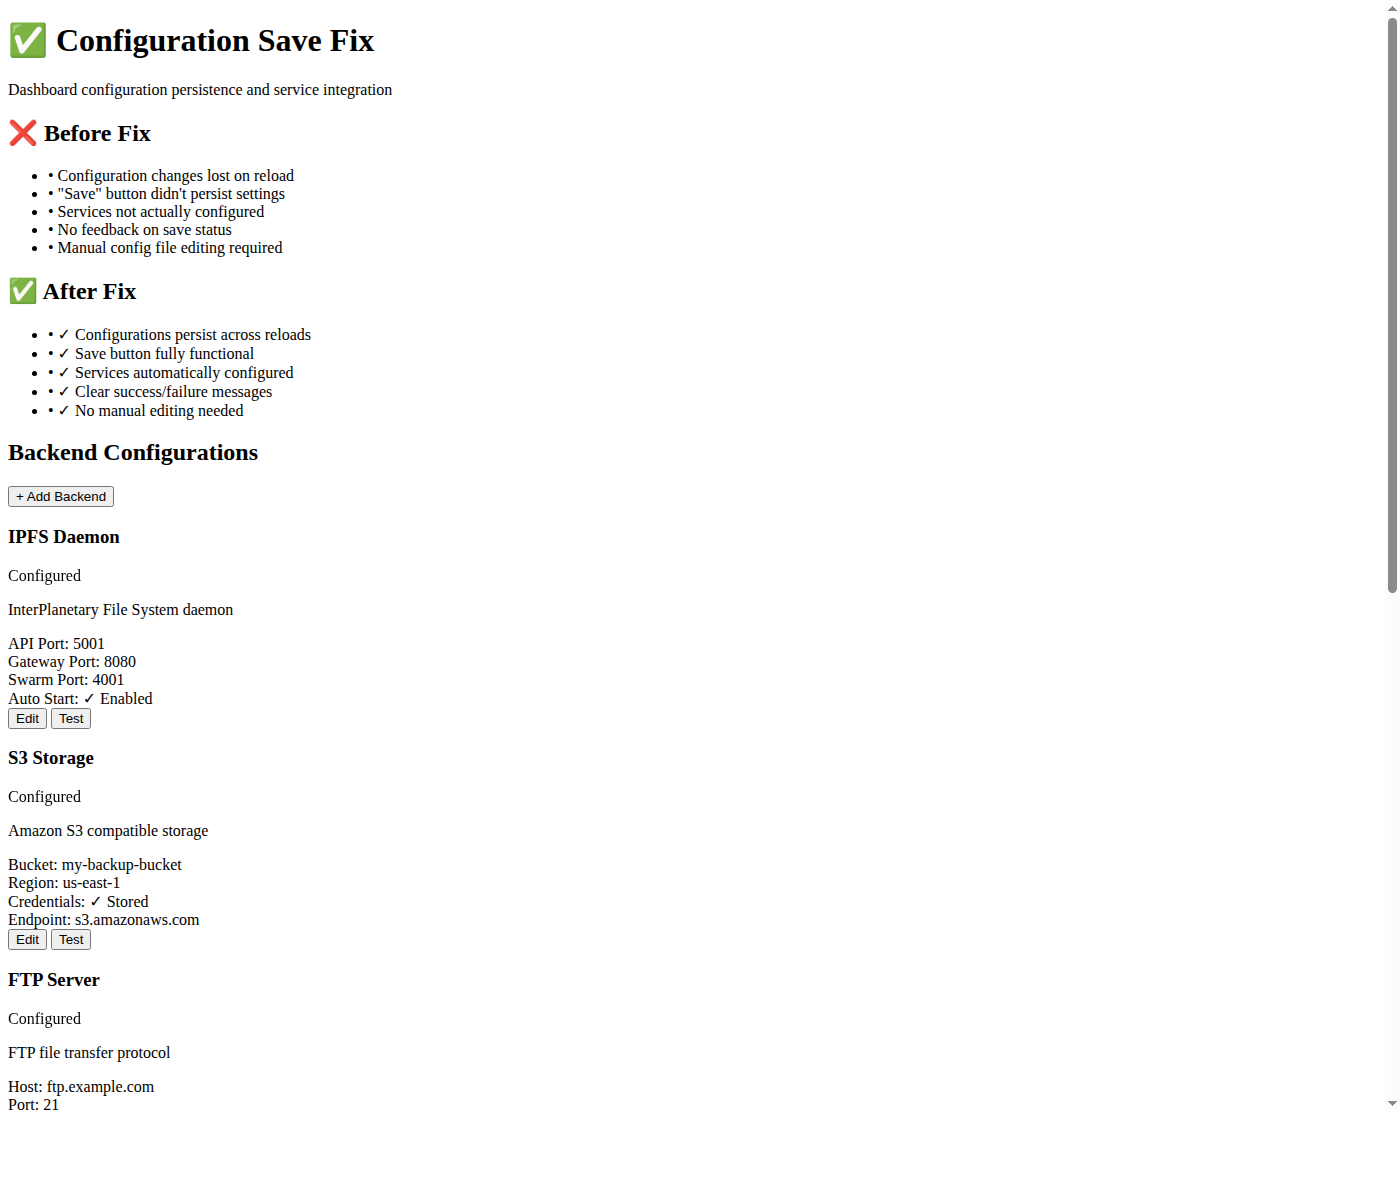 ✅ Configuration Save Fix
Dashboard configuration persistence and service integration
❌ Before Fix
• Configuration changes lost on reload
• "Save" button didn't persist settings
• Services not actually configured
• No feedback on save status
• Manual config file editing required
✅ After Fix
• ✓ Configurations persist across reloads
• ✓ Save button fully functional
• ✓ Services automatically configured
• ✓ Clear success/failure messages
• ✓ No manual editing needed
Backend Configurations
+ Add Backend
IPFS Daemon
Configured
InterPlanetary File System daemon
API Port: 5001
Gateway Port: 8080
Swarm Port: 4001
Auto Start: ✓ Enabled
Edit Test
S3 Storage
Configured
Amazon S3 compatible storage
Bucket: my-backup-bucket
Region: us-east-1
Credentials: ✓ Stored
Endpoint: s3.amazonaws.com
Edit Test
FTP Server
Configured
FTP file transfer protocol
Host: ftp.example.com
Port: 21